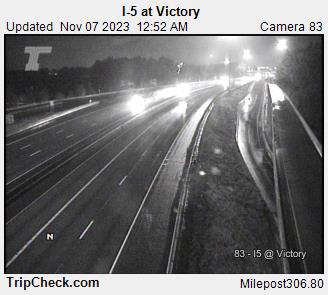 I-5 at Victory
Updated Nov 07 2023 12:52 AM Camera 83
T
N
83 - I5 @ Victory
TripCheck.com Milepost306.80